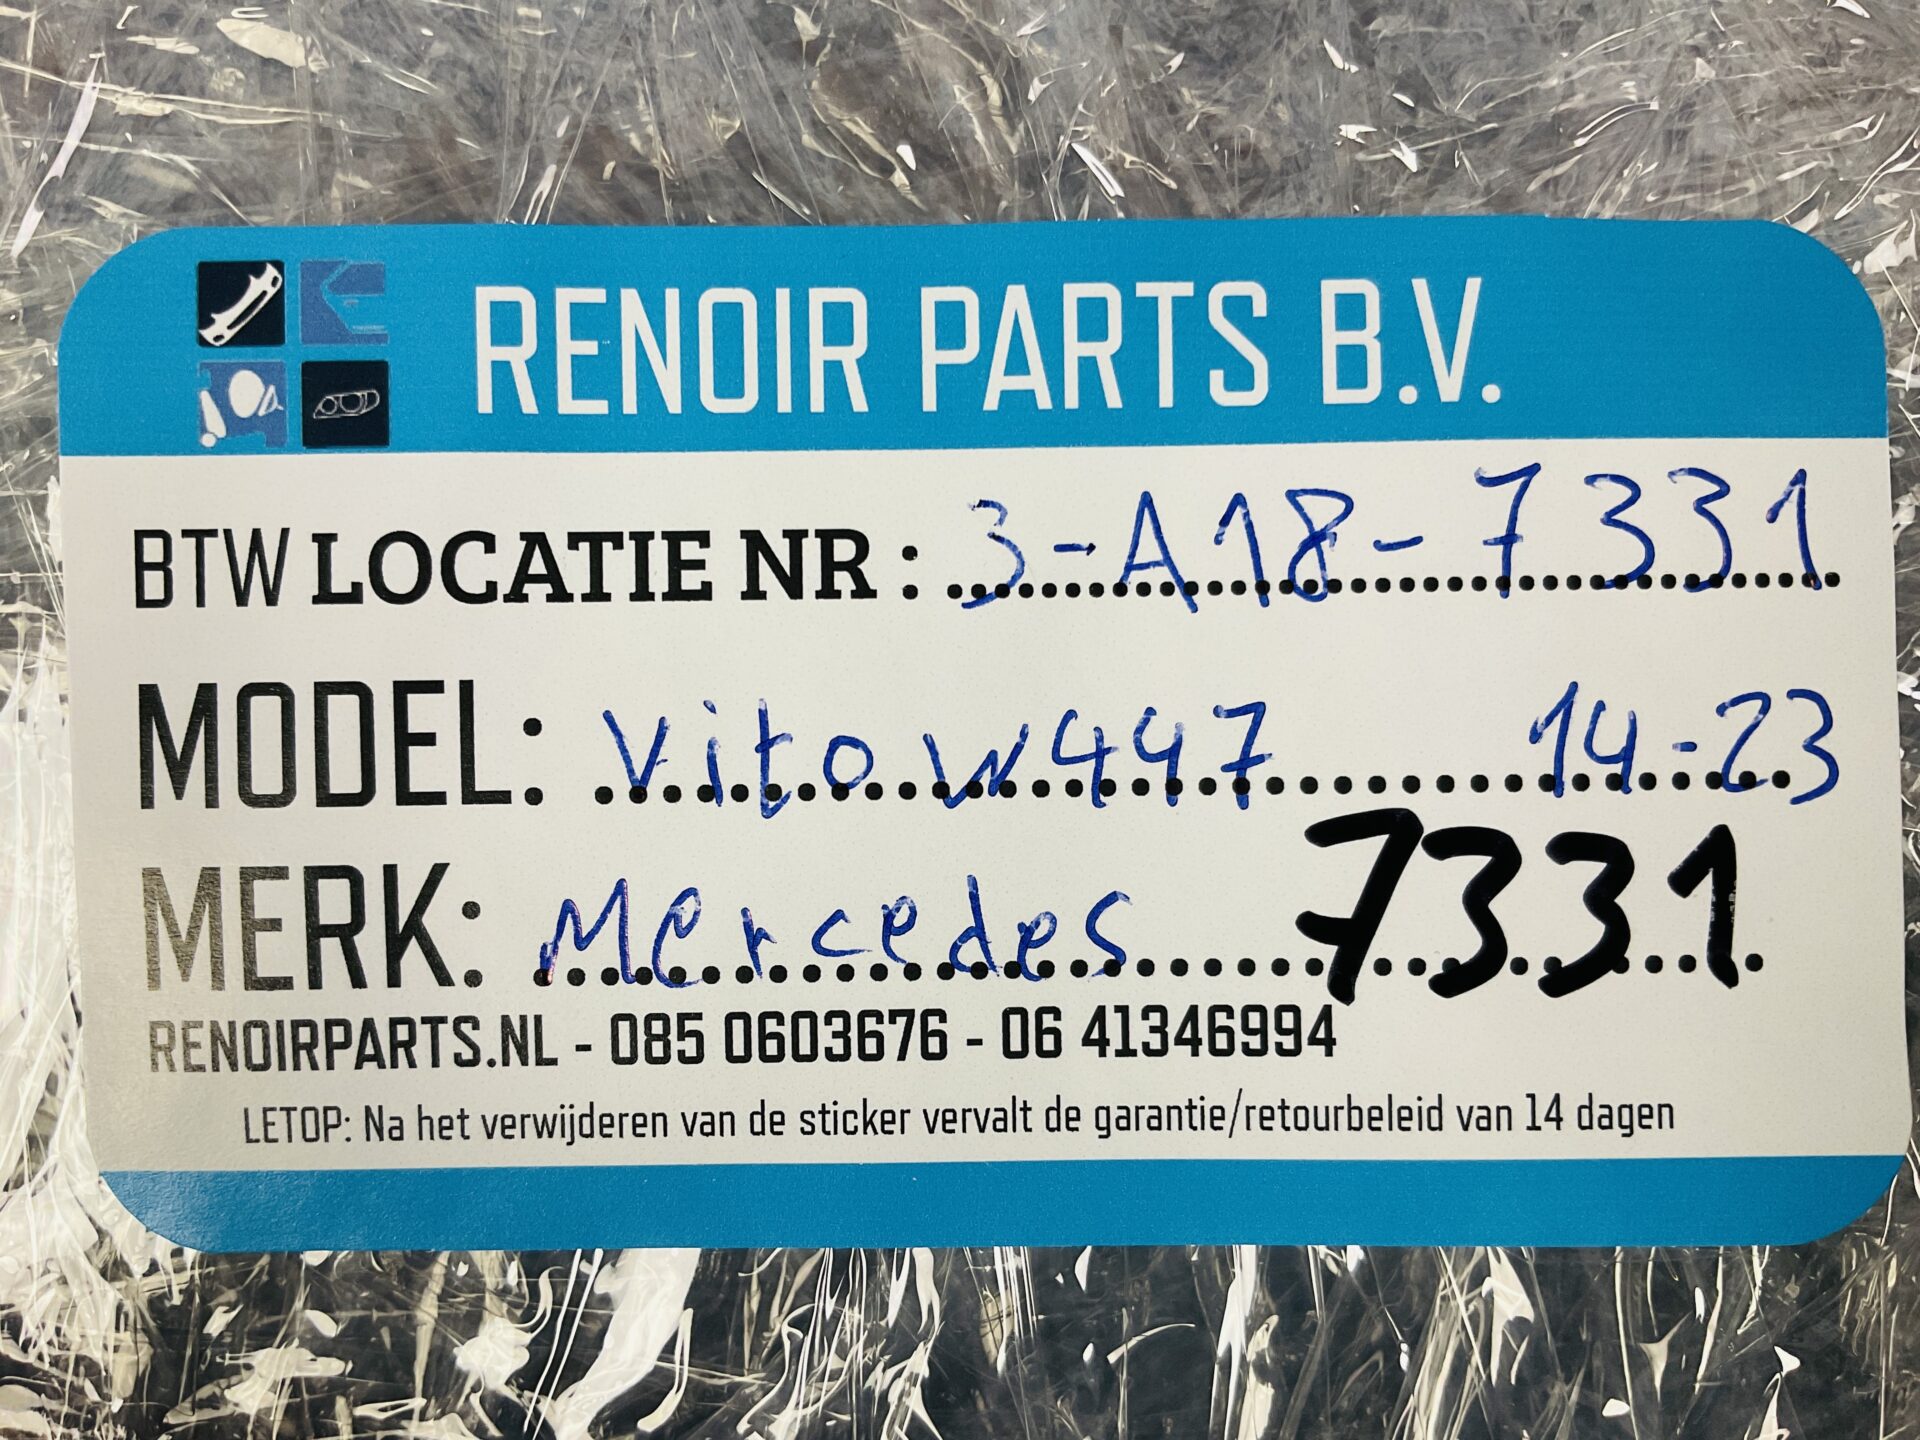 RENOIR PARTS B.V.
BTW LOCATIE NR : 3-A18-7331
MODEL: Vito W447 14-23
MERK: Mercedes 7331
RENOIRPARTS.NL - 085 0603676 - 06 41346994
LETOP: Na het verwijderen van de sticker vervalt de garantie/retourbeleid van 14 dagen